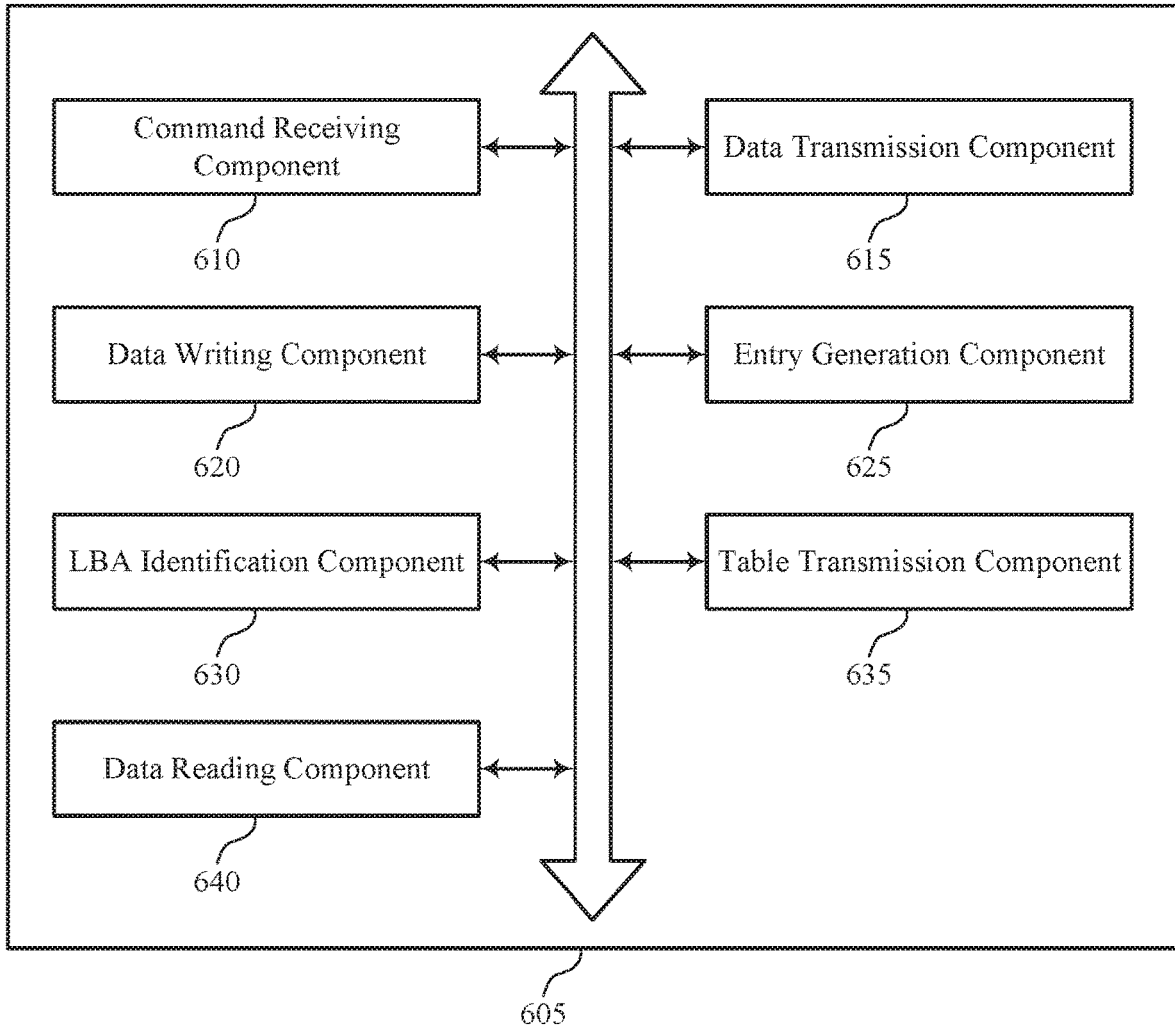 Command Receiving
Component
Data Transmission Component
610
615
Data Writing Component
Entry Generation Component
620
625
LBA Identification Component
Table Transmission Component
630
635
Data Reading Component
640
605